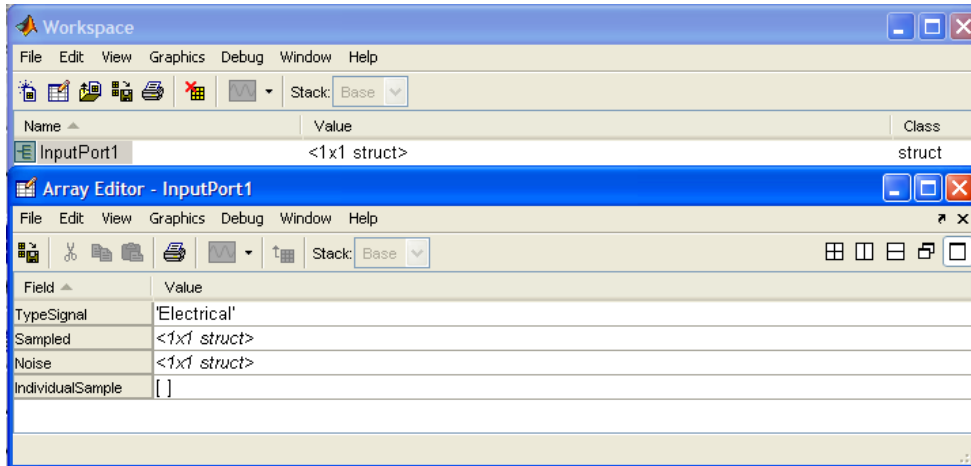 Workspace
File Edit View Graphics Debug Window Help
Stack: Base
Name Value Class
InputPort1 <1x1 struct> struct
Array Editor - InputPort1
File Edit View Graphics Debug Window Help
Stack: Base
Field Value
TypeSignal 'Electrical'
Sampled <1x1 struct>
Noise <1x1 struct>
IndividualSample [ ]